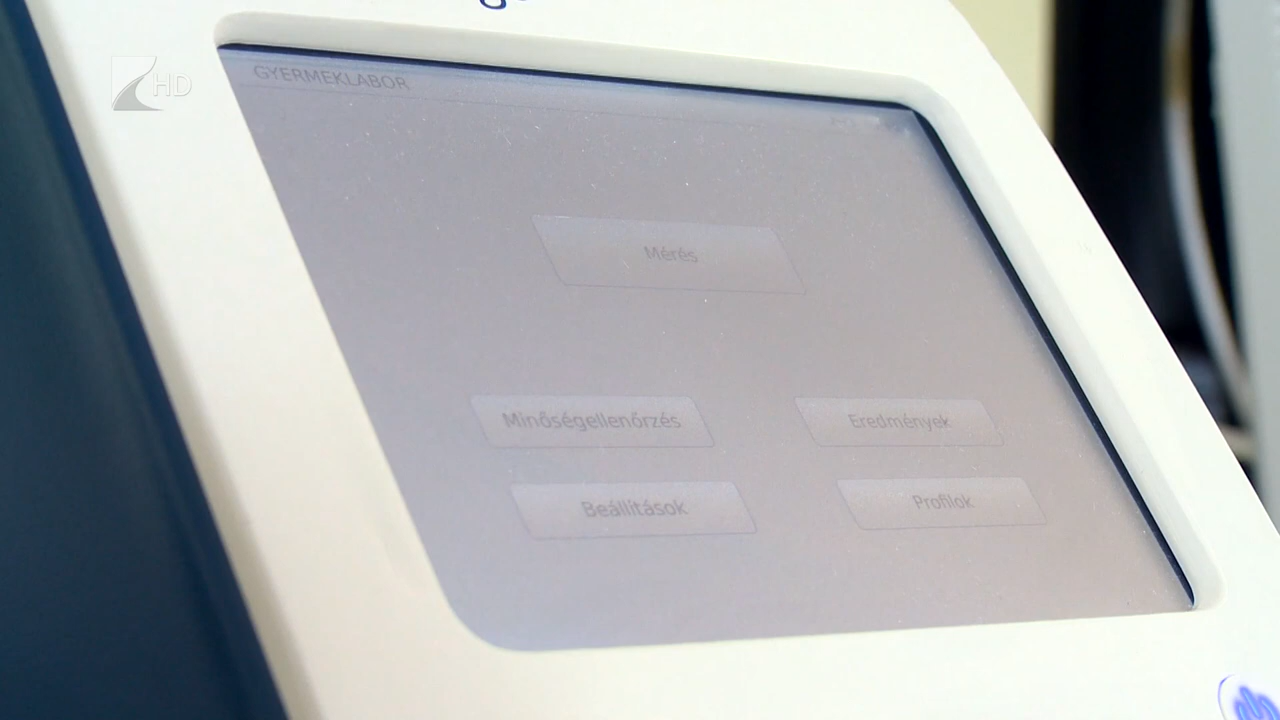 HD
GYERMEKLABOR
Mérés
Minőségellenőrzés
Eredmények
Beállítások
Profilok